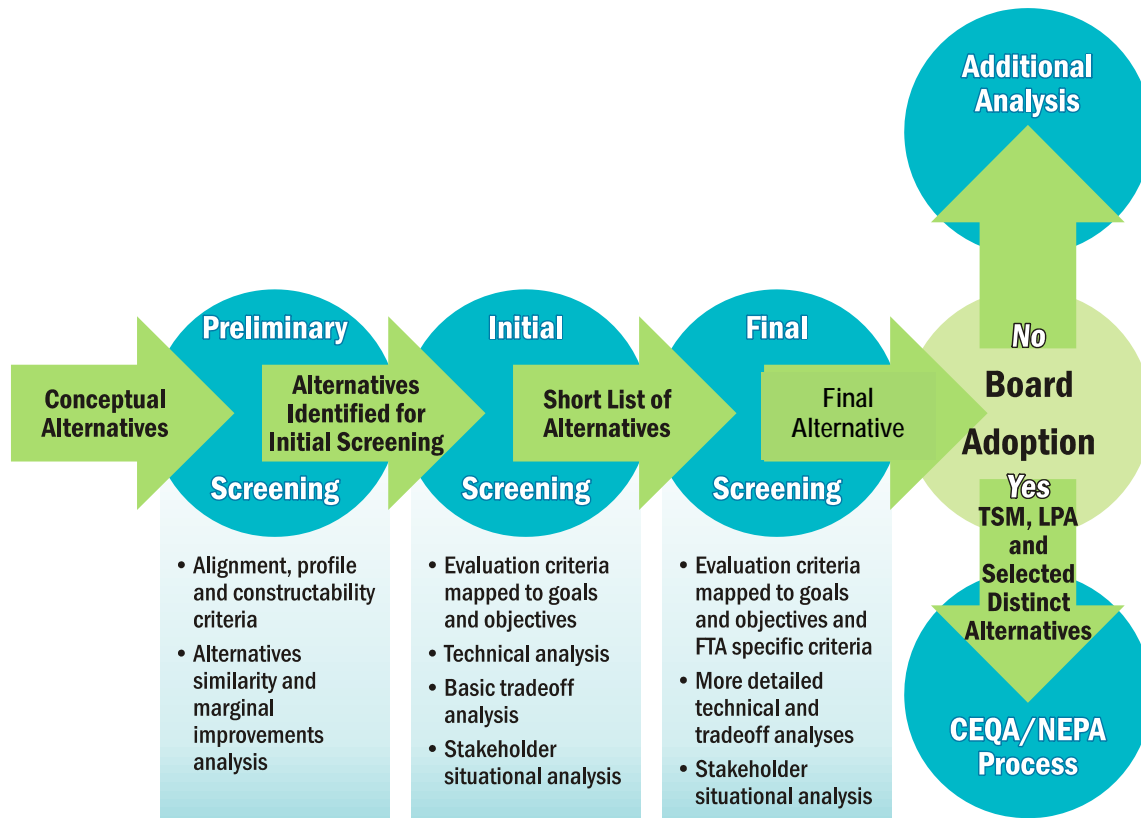 Conceptual
Alternatives
Preliminary
Screening
• Alignment, profile
and constructability
criteria
• Alternatives
similarity and
marginal
improvements
analysis
Alternatives
Identified for
Initial Screening
Initial
Screening
• Evaluation criteria
mapped to goals
and objectives
• Technical analysis
• Basic tradeoff
analysis
• Stakeholder
situational analysis
Short List of
Alternatives
Final
Screening
• Evaluation criteria
mapped to goals
and objectives and
FTA specific criteria
• More detailed
technical and
tradeoff analyses
• Stakeholder
situational analysis
Final
Alternative
Additional
Analysis
No
Board
Adoption
Yes
TSM, LPA
and
Selected
Distinct
Alternatives
CEQA/NEPA
Process